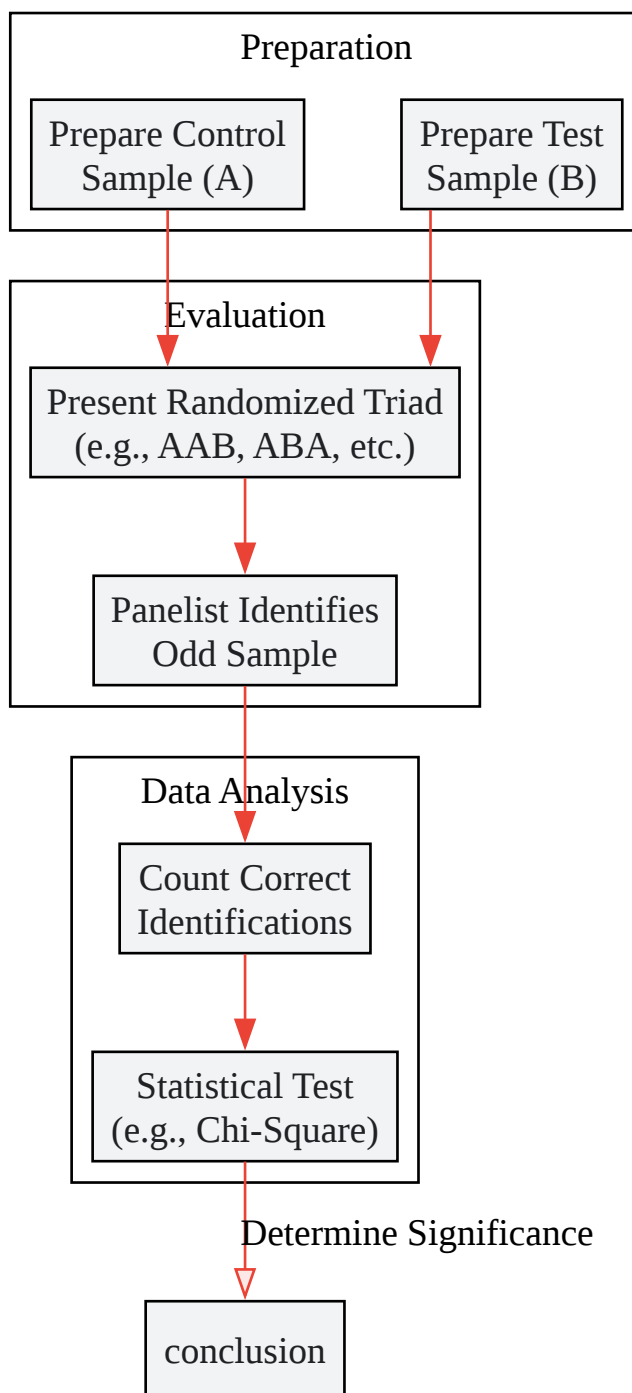 Preparation
Prepare Control
Sample (A)
Prepare Test
Sample (B)
Evaluation
Present Randomized Triad
(e.g., AAB, ABA, etc.)
Panelist Identifies
Odd Sample
Data Analysis
Count Correct
Identifications
Statistical Test
(e.g., Chi-Square)
Determine Significance
conclusion